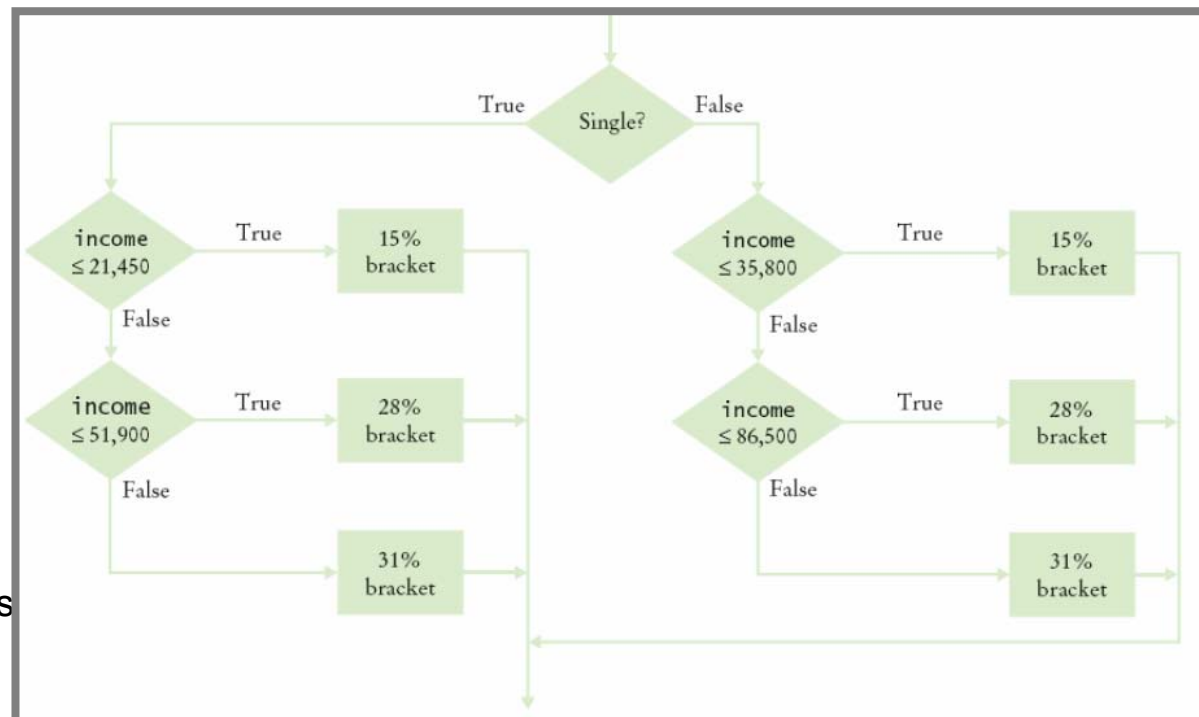 Single?
True
False
income
≤ 21,450
True
15%
bracket
False
income
≤ 51,900
True
28%
bracket
False
31%
bracket
income
≤ 35,800
True
15%
bracket
False
income
≤ 86,500
True
28%
bracket
False
31%
bracket
s